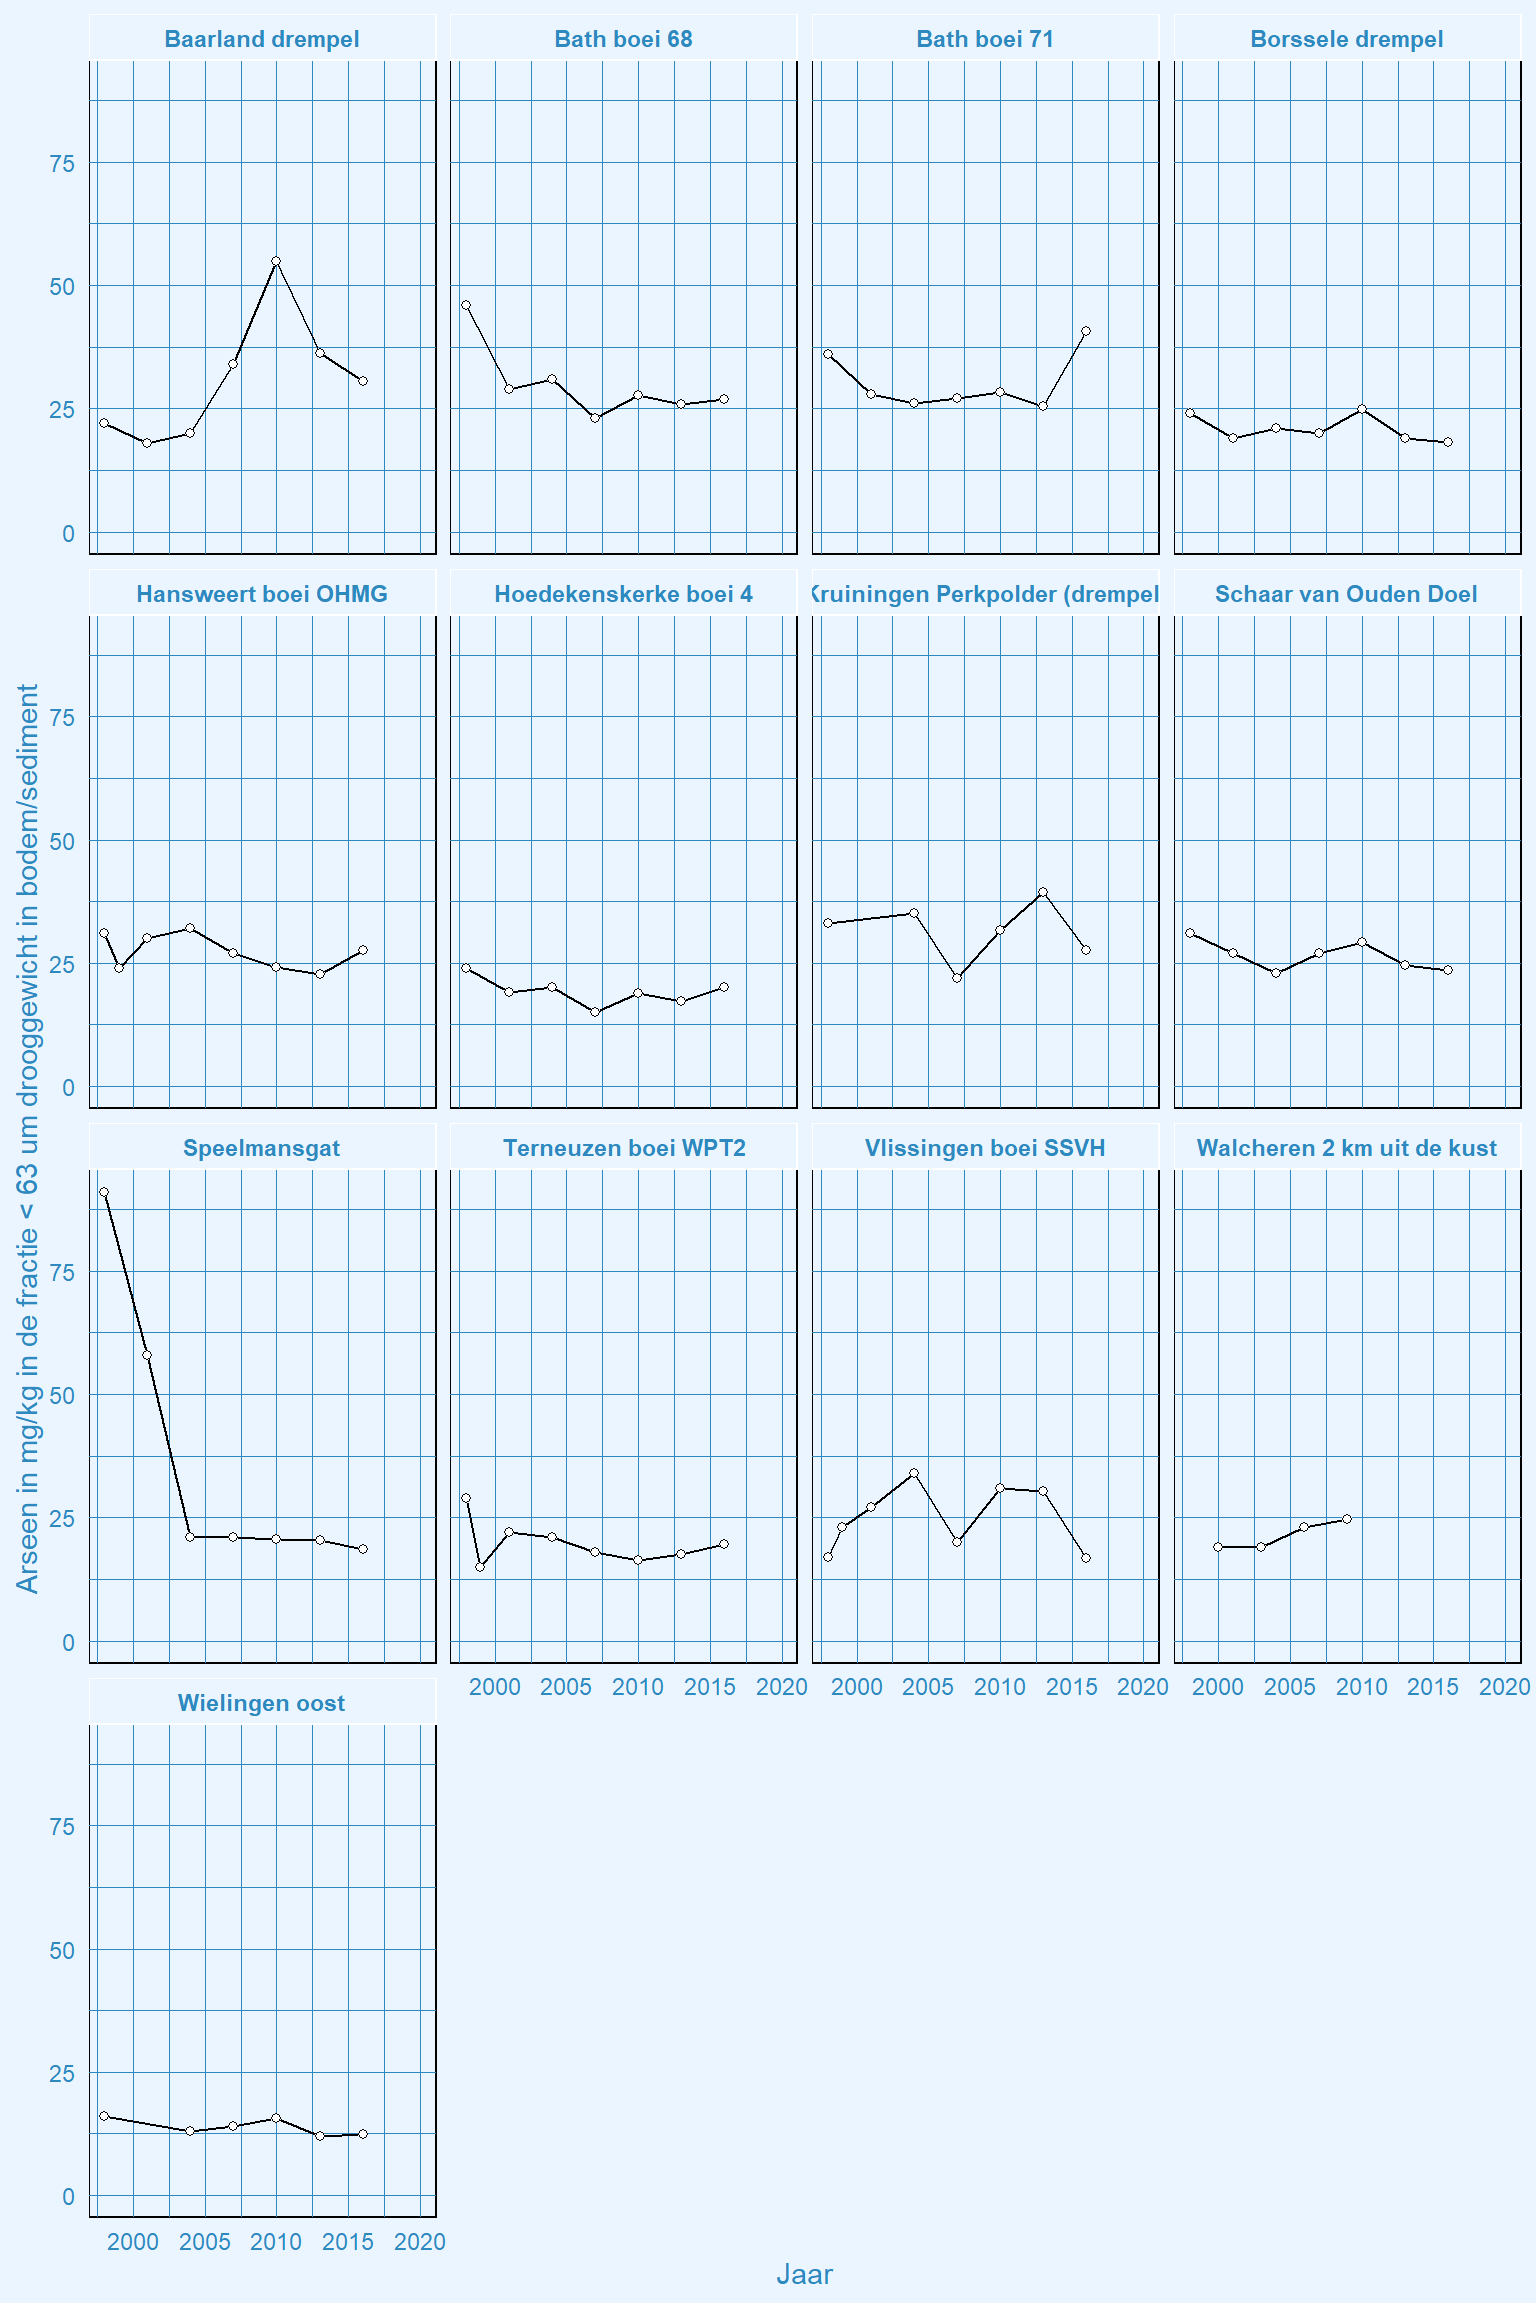 Baarland drempel
Bath boei 68
Bath boei 71
Borssele drempel
75
50
25
0
Hansweert boei OHMG
Hoedekenskerke boei 4
Kruiningen Perkpolder (drempel
Schaar van Ouden Doel
75
50
25
0
Arseen in mg/kg in de fractie < 63 um drooggewicht in bodem/sediment
Speelmansgat
Terneuzen boei WPT2
Vlissingen boei SSVH
Walcheren 2 km uit de kust
75
50
25
0
2000 2005 2010 2015 2020
2000 2005 2010 2015 2020
2000 2005 2010 2015 2020
Wielingen oost
75
50
25
0
2000 2005 2010 2015 2020
Jaar